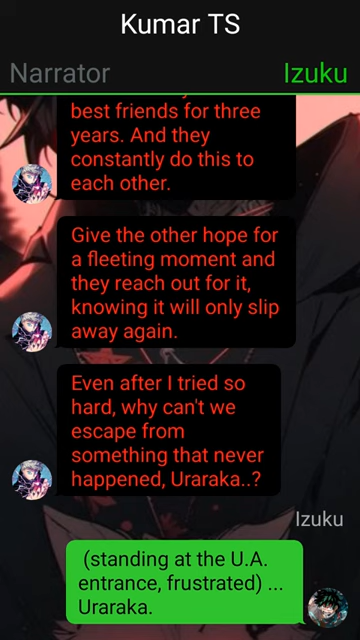 Kumar TS
Narrator
Izuku
best friends for three
years. And they
constantly do this to
each other.
Give the other hope for
a fleeting moment and
they reach out for it,
knowing it will only slip
away again.
Even after I tried so
hard, why can't we
escape from
something that never
happened, Uraraka..?
Izuku
(standing at the U.A.
entrance, frustrated) ...
Uraraka.